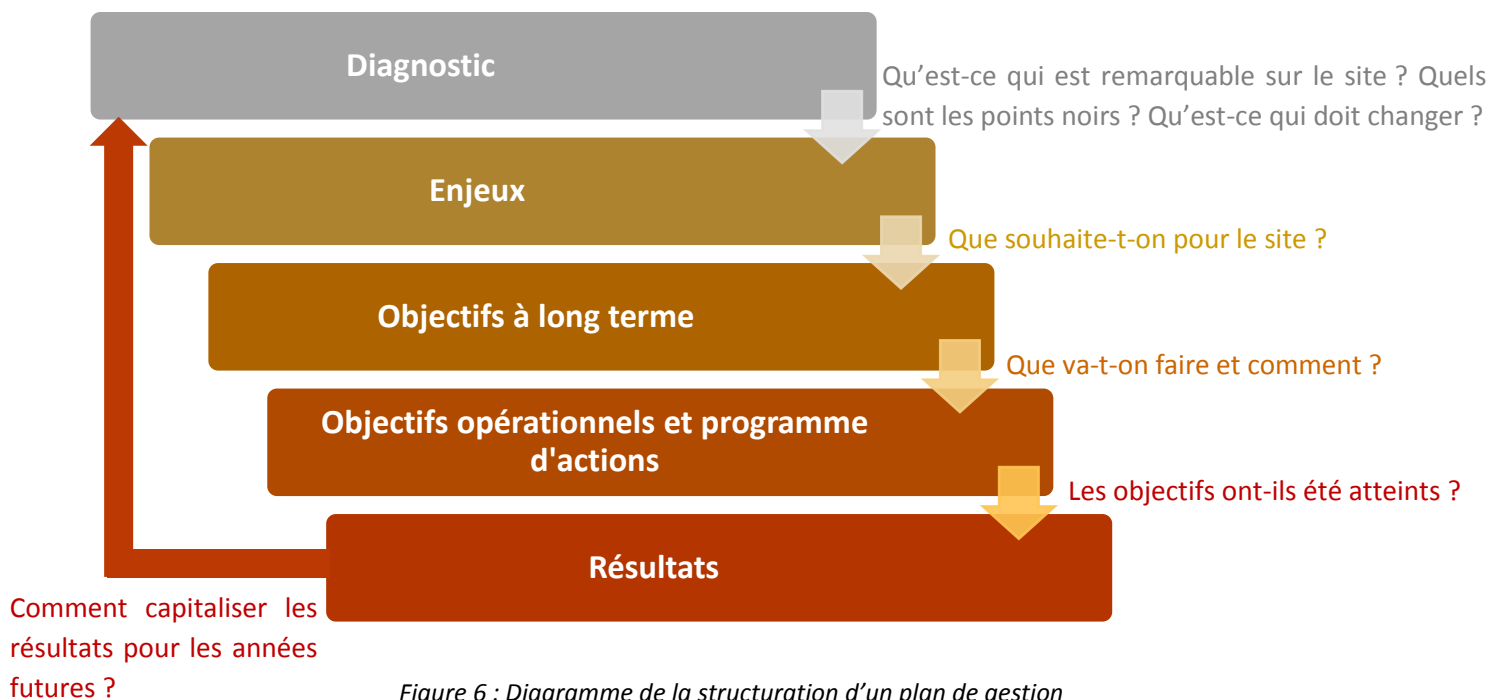 Diagnostic
Qu’est-ce qui est remarquable sur le site ? Quels
sont les points noirs ? Qu’est-ce qui doit changer ?
Enjeux
Que souhaite-t-on pour le site ?
Objectifs à long terme
Que va-t-on faire et comment ?
Objectifs opérationnels et programme
d'actions
Les objectifs ont-ils été atteints ?
Résultats
Comment capitaliser les
résultats pour les années
futures ?
Figure 6 : Diagramme de la structuration d’un plan de gestion